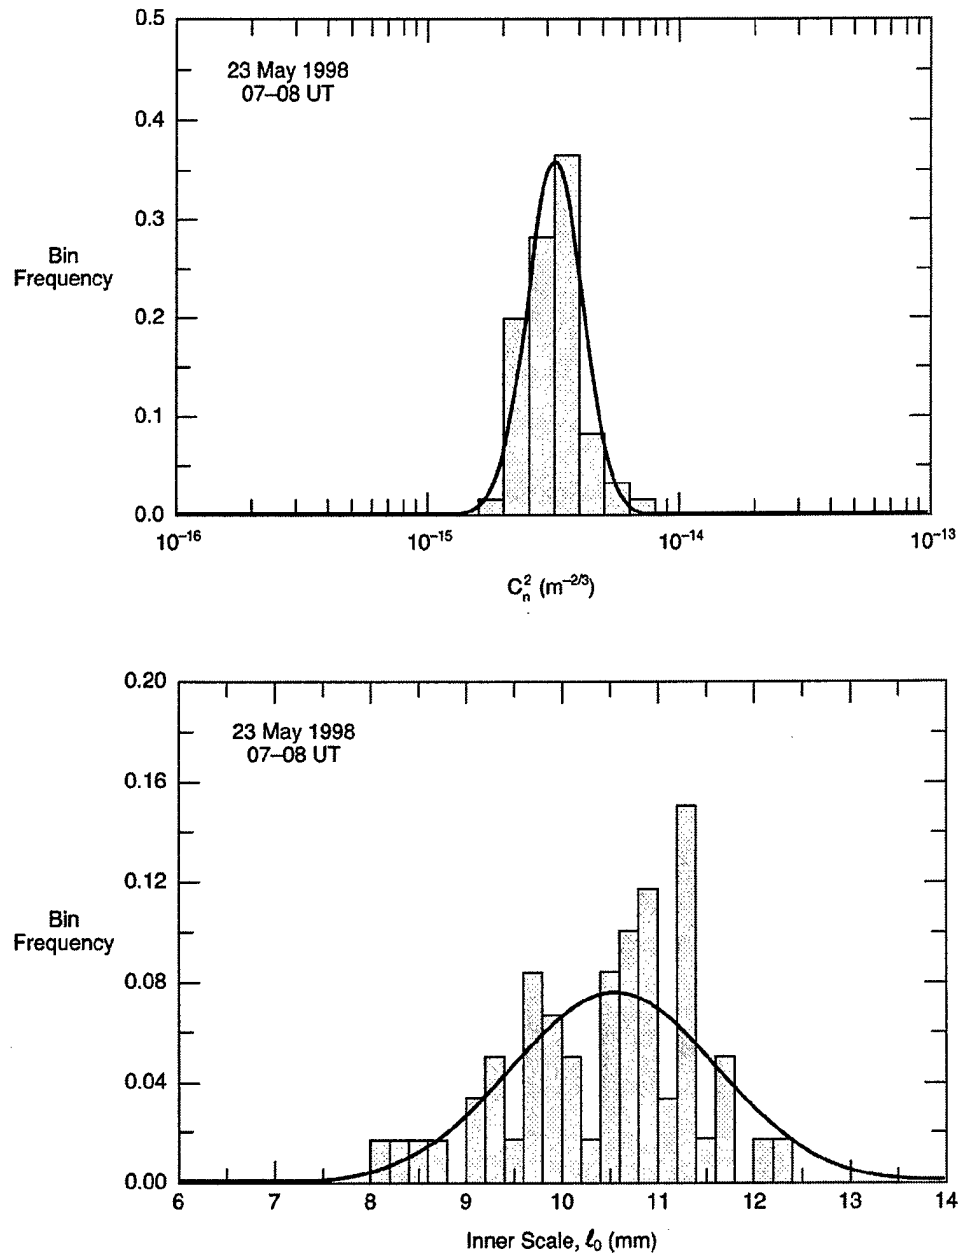 0.5
23 May 1998
07–08 UT
0.4
0.3
Bin
Frequency
0.2
0.1
0.0
10⁻¹⁶ 10⁻¹⁵ 10⁻¹⁴ 10⁻¹³
Cₙ² (m⁻²/³)
0.20
23 May 1998
07–08 UT
0.16
0.12
Bin
Frequency
0.08
0.04
0.00
6 7 8 9 10 11 12 13 14
Inner Scale, ℓ₀ (mm)